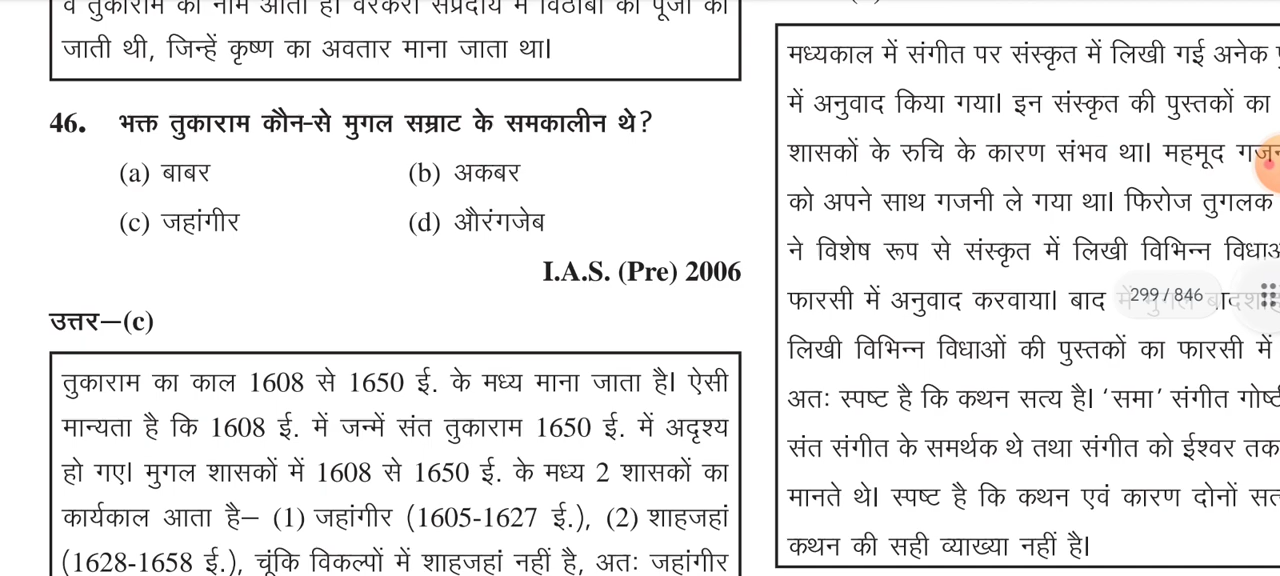 व तुकाराम का नाम आता है। वरकरी संप्रदाय में विठोबा की पूजा की
जाती थी, जिन्हें कृष्ण का अवतार माना जाता था।
46. भक्त तुकाराम कौन-से मुगल सम्राट के समकालीन थे?
(a) बाबर (b) अकबर
(c) जहांगीर (d) औरंगजेब
I.A.S. (Pre) 2006
उत्तर—(c)
तुकाराम का काल 1608 से 1650 ई. के मध्य माना जाता है। ऐसी
मान्यता है कि 1608 ई. में जन्में संत तुकाराम 1650 ई. में अदृश्य
हो गए। मुगल शासकों में 1608 से 1650 ई. के मध्य 2 शासकों का
कार्यकाल आता है— (1) जहांगीर (1605-1627 ई.), (2) शाहजहां
(1628-1658 ई.), चूंकि विकल्पों में शाहजहां नहीं है, अतः जहांगीर
मध्यकाल में संगीत पर संस्कृत में लिखी गई अनेक
में अनुवाद किया गया। इन संस्कृत की पुस्तकों का
शासकों के रुचि के कारण संभव था। महमूद
को अपने साथ गजनी ले गया था। फिरोज तुगलक
ने विशेष रूप से संस्कृत में लिखी विभिन्न
फारसी में अनुवाद करवाया। बाद में मुगल
299 / 846
लिखी विभिन्न विधाओं की पुस्तकों का फारसी में
अतः स्पष्ट है कि कथन सत्य है। ‘समा’ संगीत
संत संगीत के समर्थक थे तथा संगीत को ईश्वर तक
मानते थे। स्पष्ट है कि कथन एवं कारण दोनों
कथन की सही व्याख्या नहीं है।